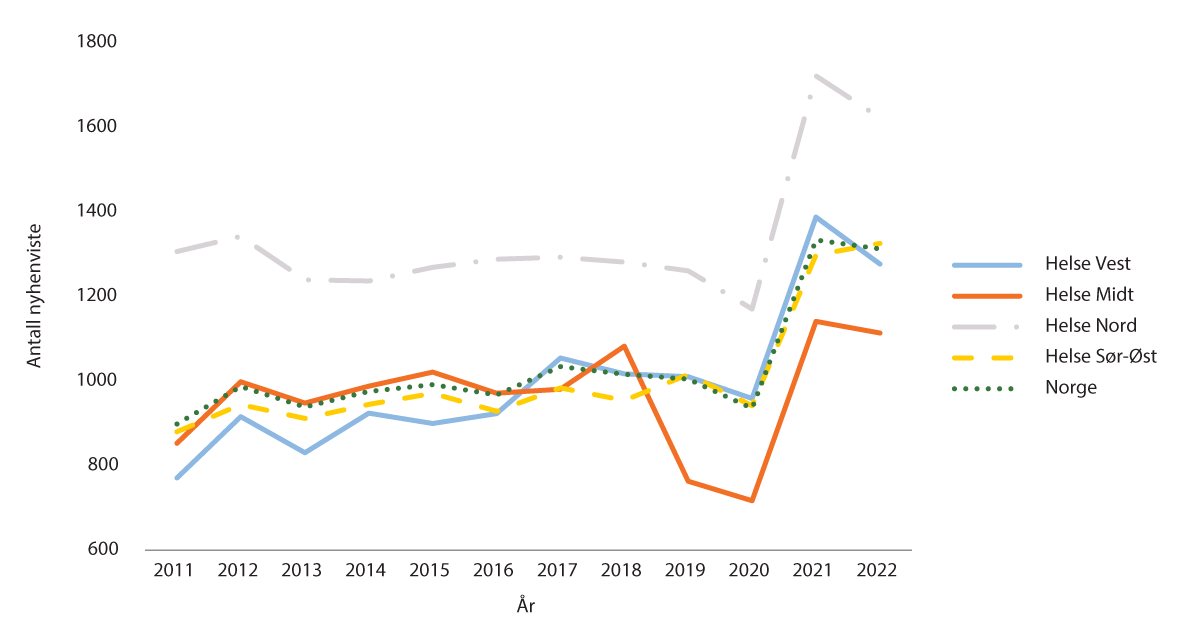 1800
1600
1400
1200
1000
800
600
Antall nyhenviste
2011 2012 2013 2014 2015 2016 2017 2018 2019 2020 2021 2022
År
Helse Vest
Helse Midt
Helse Nord
Helse Sør-Øst
Norge